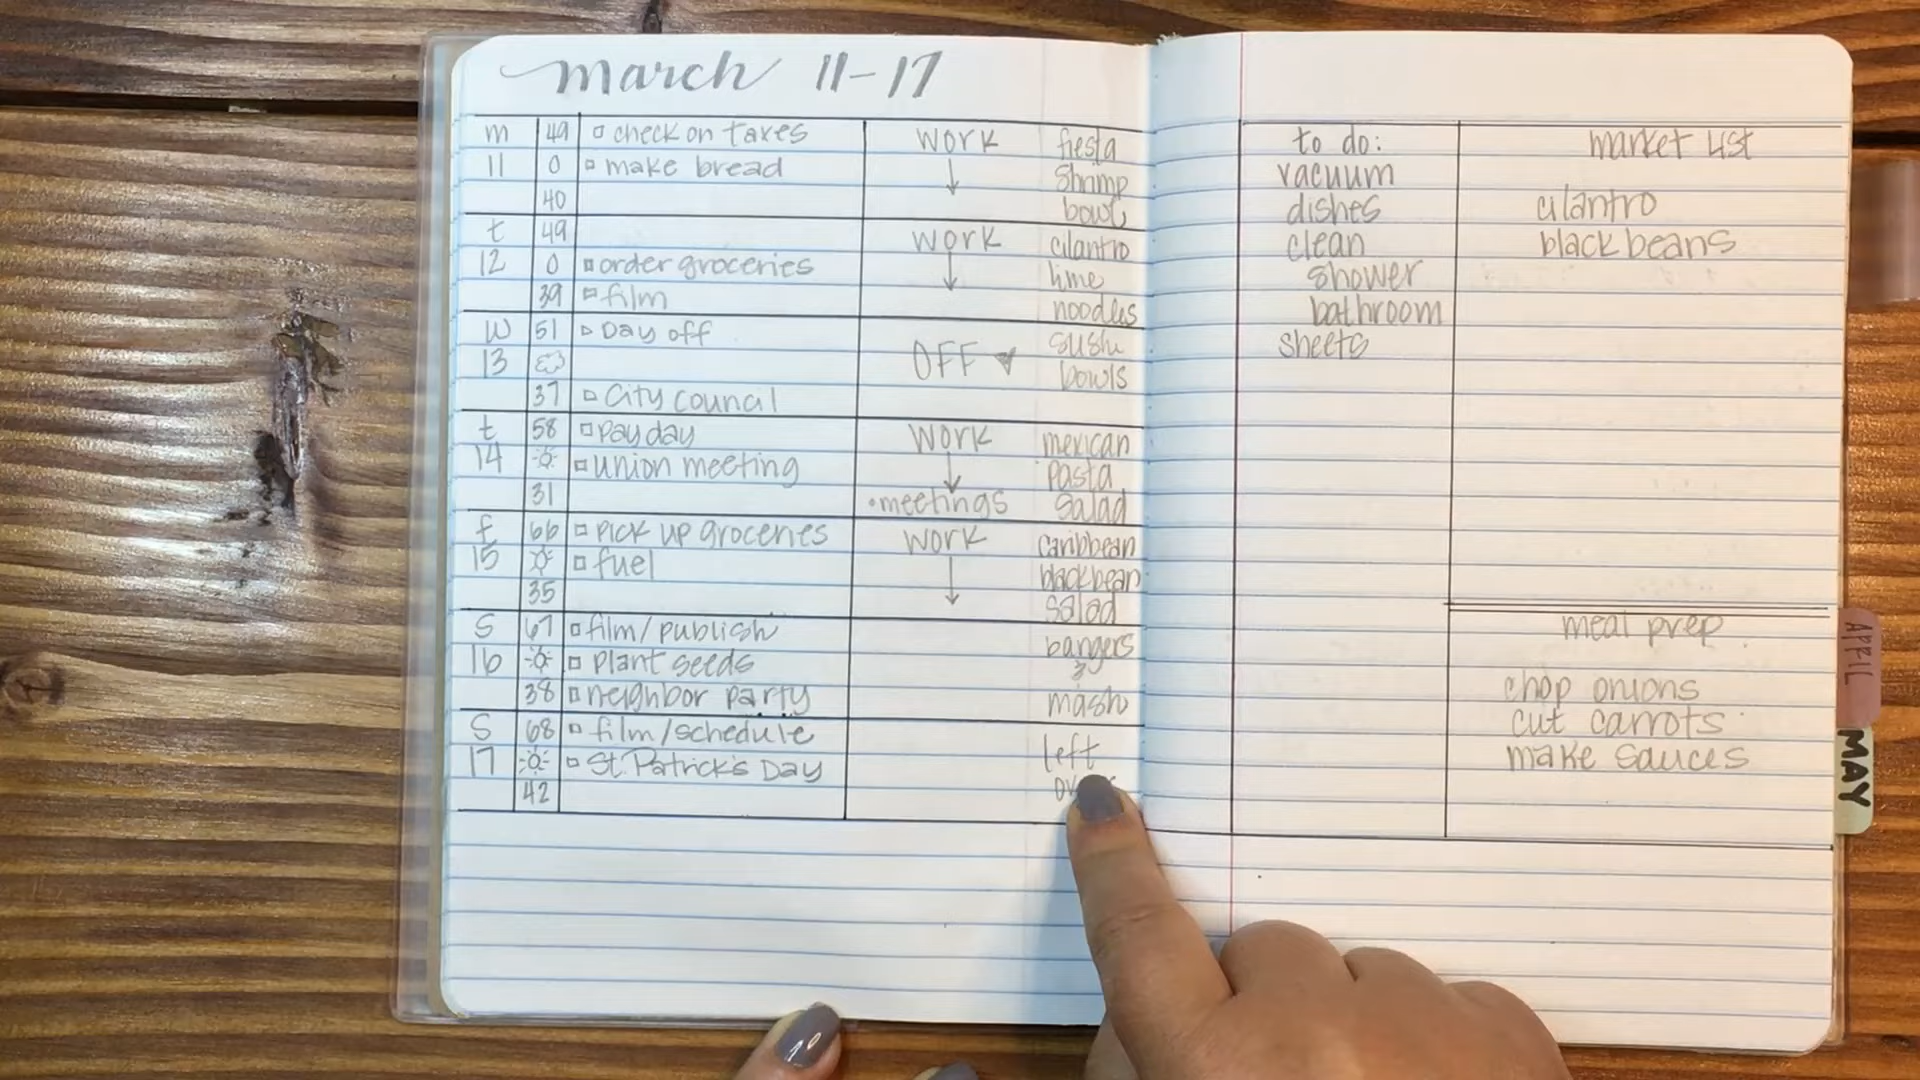 march 11-17
m 49 check on taxes WORK fiesta
11 0 make bread shrimp
40 bowl
t 49 WORK cilantro
12 0 order groceries lime
39 film noodles
W 51 Day off OFF sushi
13 bowls
37 City council
t 58 payday WORK mexican
14 union meeting pasta
31 •meetings salad
f 66 pick up groceries WORK caribbean
15 fuel blackbean
35 salad
S 67 film/publish bangers
16 plant seeds &
38 neighbor party mash
S 68 film/schedule left
17 St. Patrick's Day
42
to do:
vacuum
dishes
clean
shower
bathroom
sheets
market list
cilantro
black beans
meal prep
chop onions
cut carrots
make sauces
APRIL
MAY